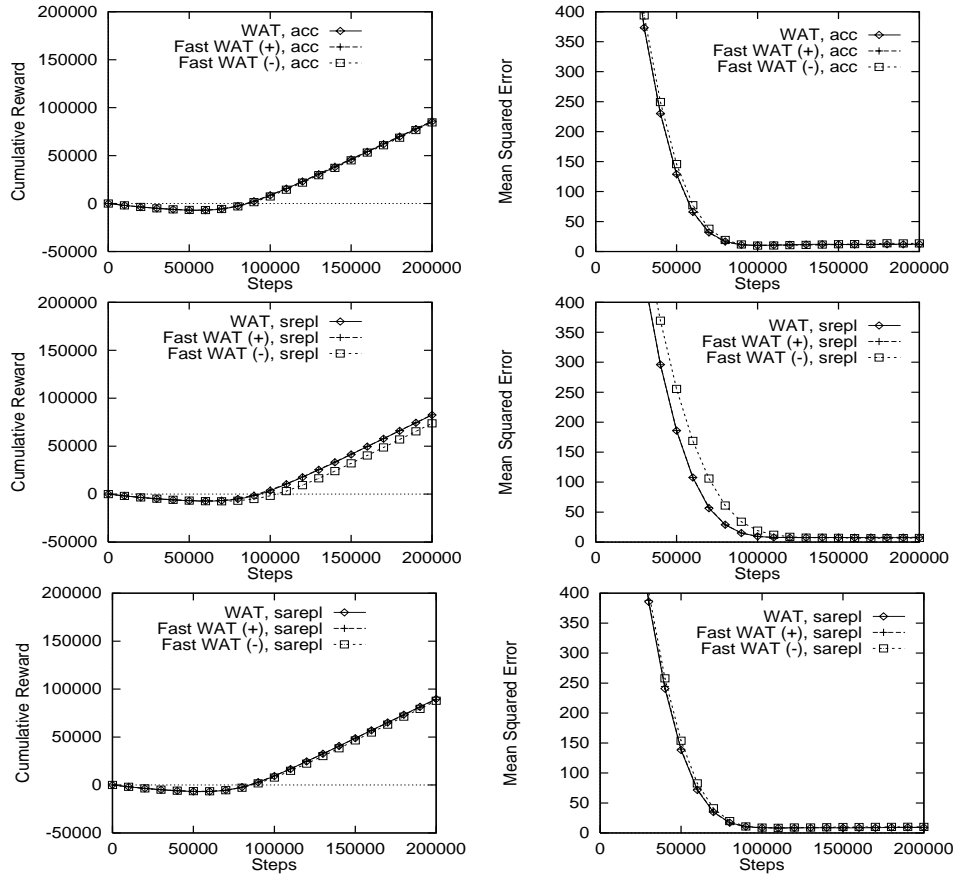 200000
150000
100000
50000
0
-50000
Cumulative Reward
WAT, acc
Fast WAT (+), acc
Fast WAT (-), acc
0 50000 100000 150000 200000
Steps
400
350
300
250
200
150
100
50
0
Mean Squared Error
WAT, acc
Fast WAT (+), acc
Fast WAT (-), acc
0 50000 100000 150000 200000
Steps
200000
150000
100000
50000
0
-50000
Cumulative Reward
WAT, srepl
Fast WAT (+), srepl
Fast WAT (-), srepl
0 50000 100000 150000 200000
Steps
400
350
300
250
200
150
100
50
0
Mean Squared Error
WAT, srepl
Fast WAT (+), srepl
Fast WAT (-), srepl
0 50000 100000 150000 200000
Steps
200000
150000
100000
50000
0
-50000
Cumulative Reward
WAT, sarepl
Fast WAT (+), sarepl
Fast WAT (-), sarepl
0 50000 100000 150000 200000
Steps
400
350
300
250
200
150
100
50
0
Mean Squared Error
WAT, sarepl
Fast WAT (+), sarepl
Fast WAT (-), sarepl
0 50000 100000 150000 200000
Steps